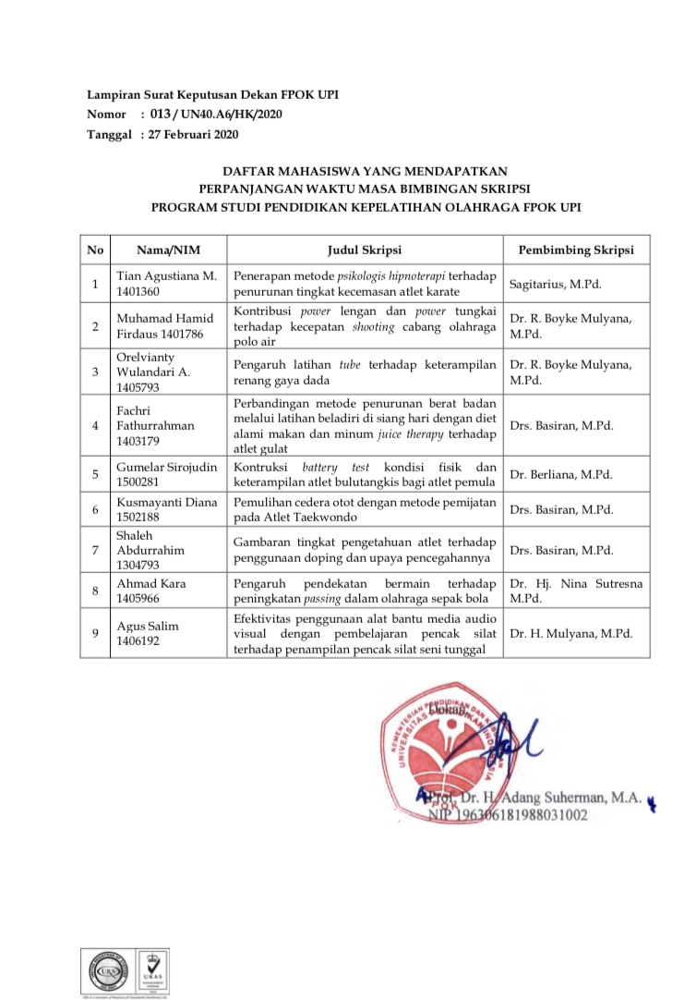 Lampiran Surat Keputusan Dekan FPOK UPI
Nomor : 013 / UN40.A6/HK/2020
Tanggal : 27 Februari 2020
DAFTAR MAHASISWA YANG MENDAPATKAN
PERPANJANGAN WAKTU MASA BIMBINGAN SKRIPSI
PROGRAM STUDI PENDIDIKAN KEPELATIHAN OLAHRAGA FPOK UPI
No Nama/NIM Judul Skripsi Pembimbing Skripsi
1
Tian Agustiana M.
1401360
Penerapan metode psikologis hipnoterapi terhadap
penurunan tingkat kecemasan atlet karate
Sagitarius, M.Pd.
2
Muhamad Hamid
Firdaus 1401786
Kontribusi power lengan dan power tungkai
terhadap kecepatan shooting cabang olahraga
polo air
Dr. R. Boyke Mulyana,
M.Pd.
3
Orelvianty
Wulandari A.
1405793
Pengaruh latihan tube terhadap keterampilan
renang gaya dada
Dr. R. Boyke Mulyana,
M.Pd.
4
Fachri
Fathurrahman
1403179
Perbandingan metode penurunan berat badan
melalui latihan beladiri di siang hari dengan diet
alami makan dan minum juice therapy terhadap
atlet gulat
Drs. Basiran, M.Pd.
5
Gumelar Sirojudin
1500281
Kontruksi battery test kondisi fisik dan
keterampilan atlet bulutangkis bagi atlet pemula
Dr. Berliana, M.Pd.
6
Kusmayanti Diana
1502188
Pemulihan cedera otot dengan metode pemijatan
pada Atlet Taekwondo
Drs. Basiran, M.Pd.
7
Shaleh
Abdurrahim
1304793
Gambaran tingkat pengetahuan atlet terhadap
penggunaan doping dan upaya pencegahannya
Drs. Basiran, M.Pd.
8
Ahmad Kara
1405966
Pengaruh pendekatan bermain terhadap
peningkatan passing dalam olahraga sepak bola
Dr. Hj. Nina Sutresna
M.Pd.
9
Agus Salim
1406192
Efektivitas penggunaan alat bantu media audio
visual dengan pembelajaran pencak silat
terhadap penampilan pencak silat seni tunggal
Dr. H. Mulyana, M.Pd.
Dekan,
KEMENTERIAN PENDIDIKAN DAN
UNIVERSITAS PENDIDIKAN INDONESIA
FPOK
Prof. Dr. H. Adang Suherman, M.A.
NIP 196306181988031002
URS
UKAS